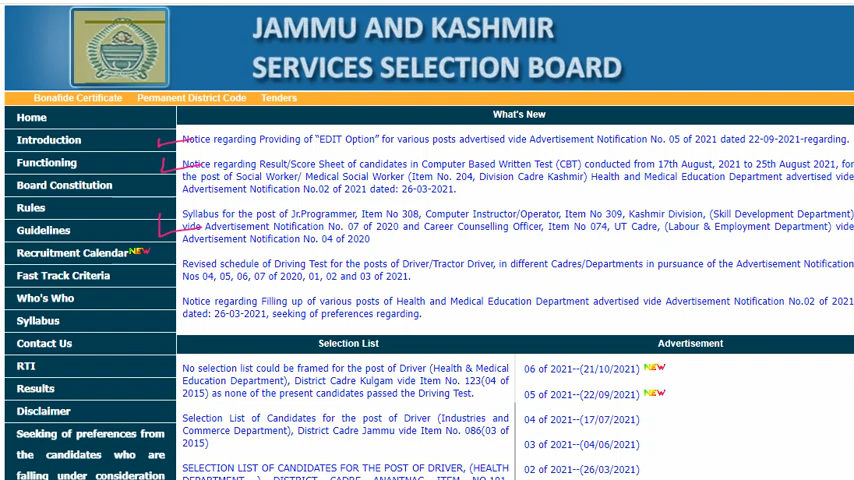 JAMMU AND KASHMIR
SERVICES SELECTION BOARD
Bonafide Certificate Permanent District Code Tenders
Home
Introduction
Functioning
Board Constitution
Rules
Guidelines
Recruitment Calendar NEW
Fast Track Criteria
Who's Who
Syllabus
Contact Us
RTI
Results
Disclaimer
Seeking of preferences from
the candidates who are
falling under consideration
What's New
Notice regarding Providing of "EDIT Option" for various posts advertised vide Advertisement Notification No. 05 of 2021 dated 22-09-2021-regarding.
Notice regarding Result/Score Sheet of candidates in Computer Based Written Test (CBT) conducted from 17th August, 2021 to 25th August 2021, for
the post of Social Worker/ Medical Social Worker (Item No. 204, Division Cadre Kashmir) Health and Medical Education Department advertised vide
Advertisement Notification No.02 of 2021 dated: 26-03-2021.
Syllabus for the post of Jr.Programmer, Item No 308, Computer Instructor/Operator, Item No 309, Kashmir Division, (Skill Development Department)
vide Advertisement Notification No. 07 of 2020 and Career Counselling Officer, Item No 074, UT Cadre, (Labour & Employment Department) vide
Advertisement Notification No. 04 of 2020
Revised schedule of Driving Test for the posts of Driver/Tractor Driver, in different Cadres/Departments in pursuance of the Advertisement Notification
Nos 04, 05, 06, 07 of 2020, 01, 02 and 03 of 2021.
Notice regarding Filling up of various posts of Health and Medical Education Department advertised vide Advertisement Notification No.02 of 2021
dated: 26-03-2021, seeking of preferences regarding.
Selection List
No selection list could be framed for the post of Driver (Health & Medical
Education Department), District Cadre Kulgam vide Item No. 123(04 of
2015) as none of the present candidates passed the Driving Test.
Selection List of Candidates for the post of Driver (Industries and
Commerce Department), District Cadre Jammu vide Item No. 086(03 of
2015)
SELECTION LIST OF CANDIDATES FOR THE POST OF DRIVER, (HEALTH
Advertisement
06 of 2021--(21/10/2021) NEW
05 of 2021--(22/09/2021) NEW
04 of 2021--(17/07/2021)
03 of 2021--(04/06/2021)
02 of 2021--(26/03/2021)